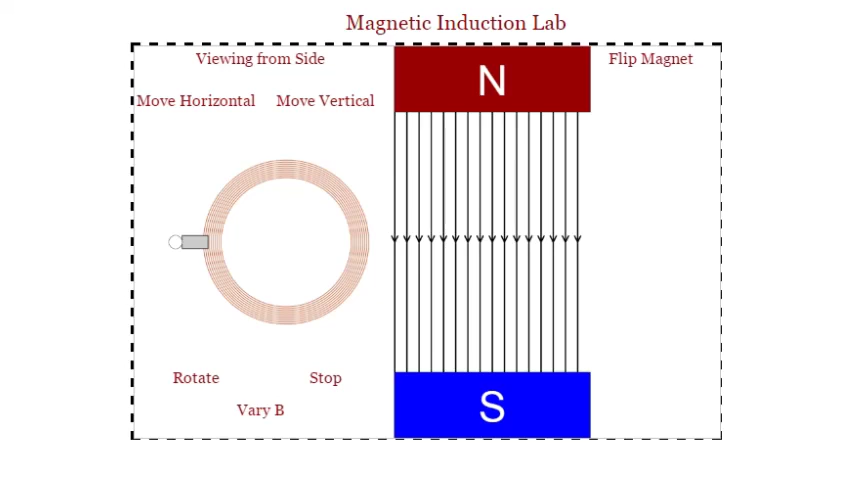 Magnetic Induction Lab
Viewing from Side
N
Flip Magnet
Move Horizontal
Move Vertical
Rotate
Stop
Vary B
S